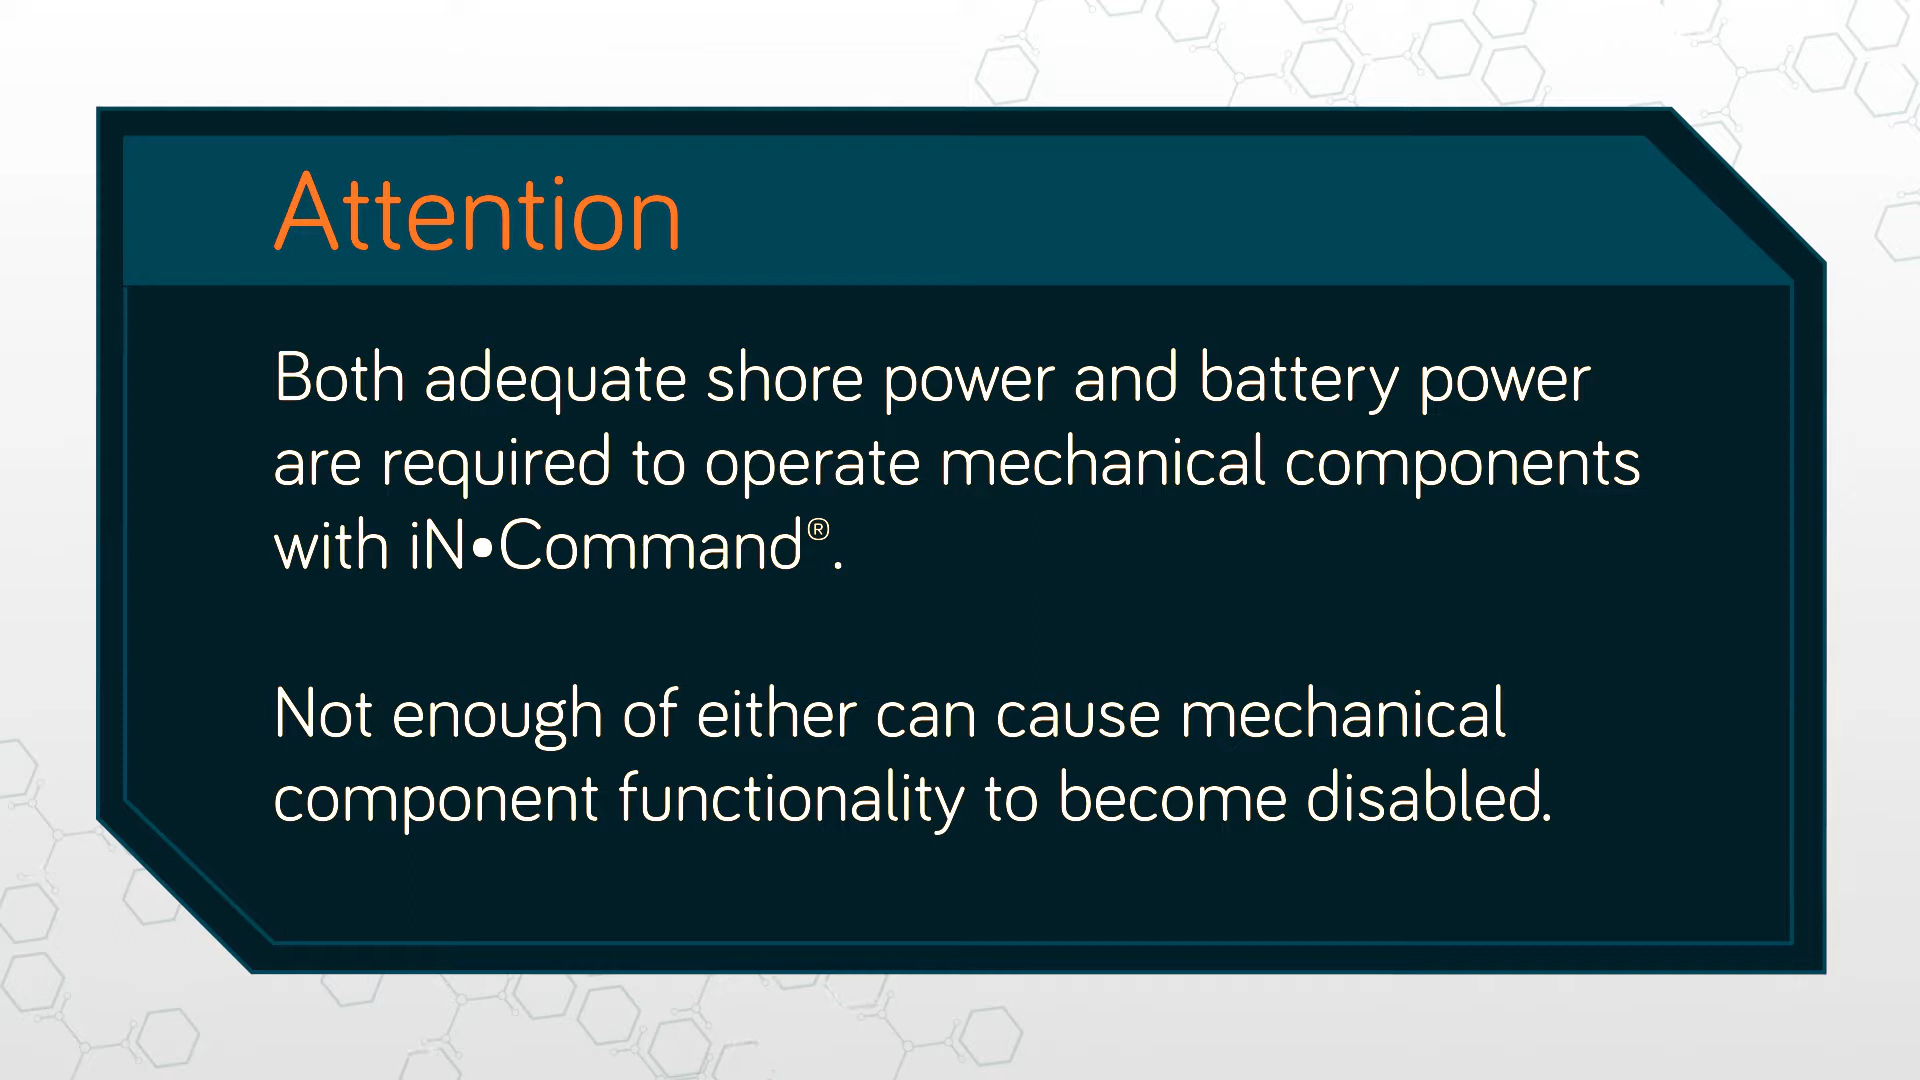 Attention
Both adequate shore power and battery power
are required to operate mechanical components
with iN•Command®.
Not enough of either can cause mechanical
component functionality to become disabled.